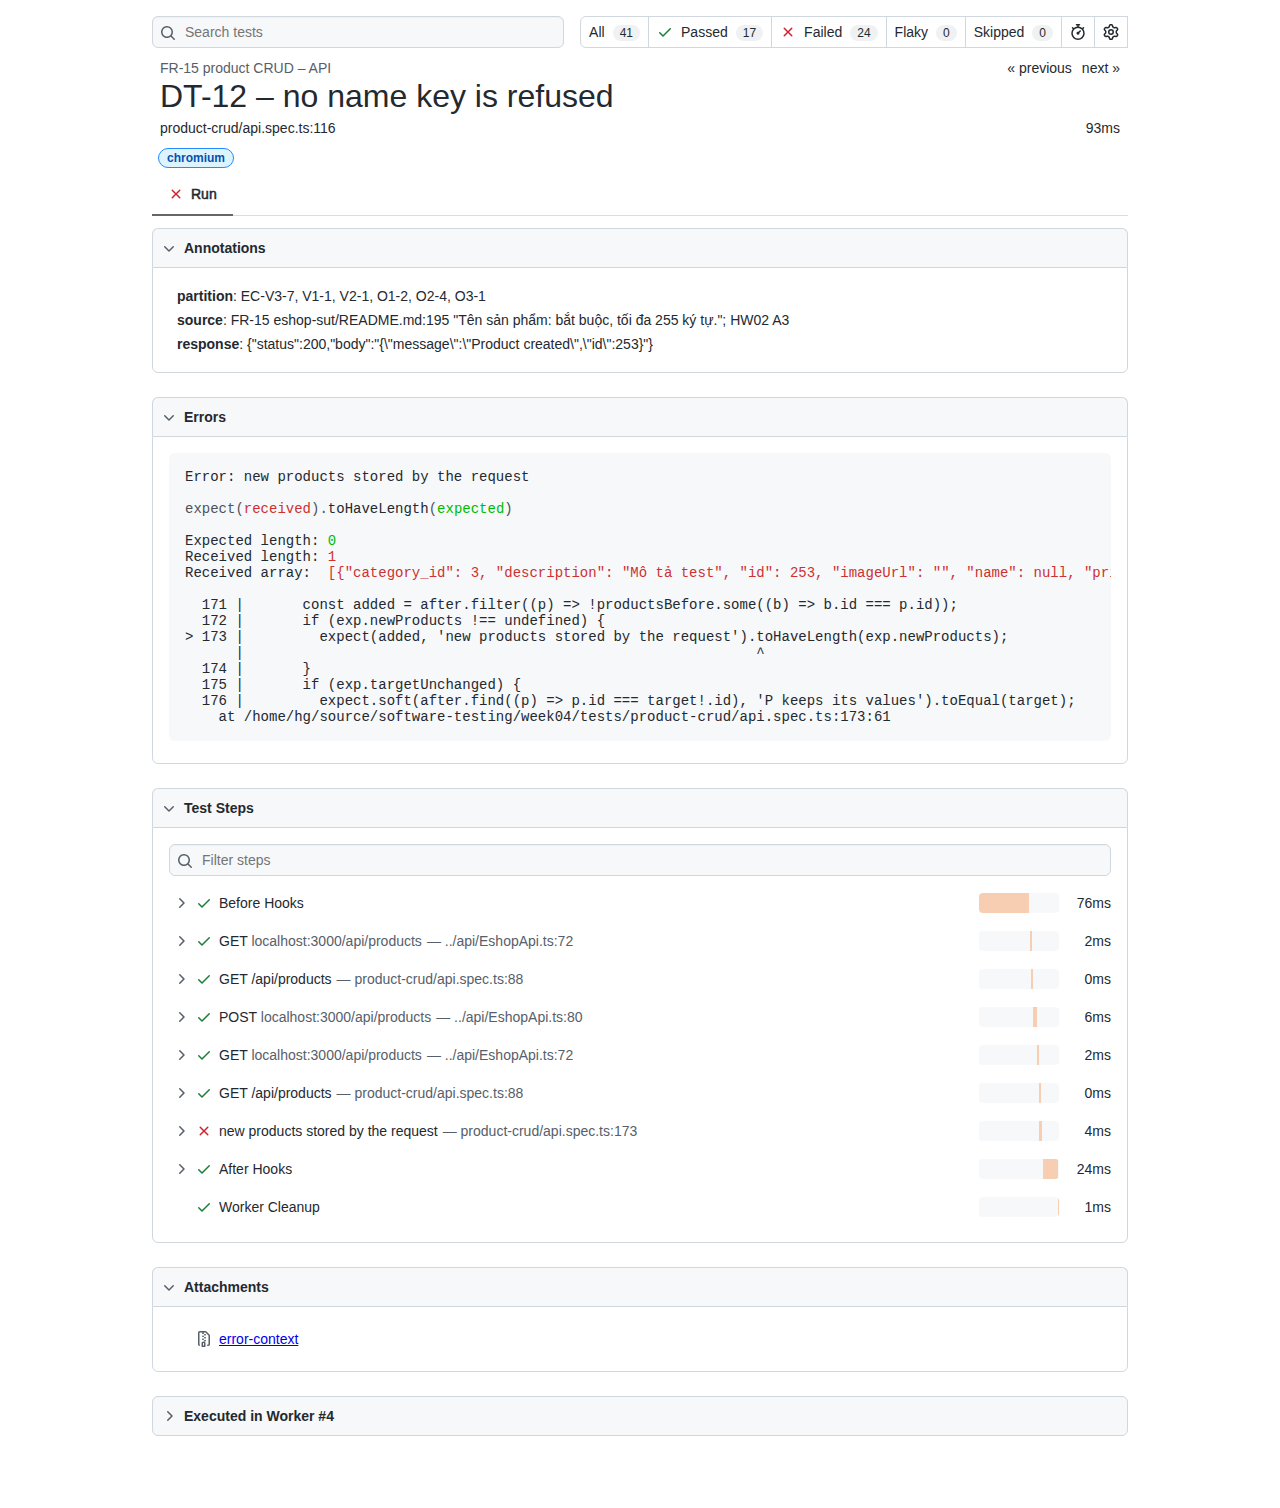 Search tests
All 41 Passed 17 Failed 24 Flaky 0 Skipped 0
FR-15 product CRUD – API
« previous next »
DT-12 – no name key is refused
product-crud/api.spec.ts:116
93ms
chromium
Run
Annotations
partition: EC-V3-7, V1-1, V2-1, O1-2, O2-4, O3-1
source: FR-15 eshop-sut/README.md:195 "Tên sản phẩm: bắt buộc, tối đa 255 ký tự."; HW02 A3
response: {"status":200,"body":"{\"message\":\"Product created\",\"id\":253}"}
Errors
Error: new products stored by the request
expect(received).toHaveLength(expected)
Expected length: 0
Received length: 1
Received array:  [{"category_id": 3, "description": "Mô tả test", "id": 253, "imageUrl": "", "name": null, "pr
  171 |       const added = after.filter((p) => !productsBefore.some((b) => b.id === p.id));
  172 |       if (exp.newProducts !== undefined) {
> 173 |         expect(added, 'new products stored by the request').toHaveLength(exp.newProducts);
      |                                                             ^
  174 |       }
  175 |       if (exp.targetUnchanged) {
  176 |         expect.soft(after.find((p) => p.id === target!.id), 'P keeps its values').toEqual(target);
    at /home/hg/source/software-testing/week04/tests/product-crud/api.spec.ts:173:61
Test Steps
Filter steps
Before Hooks 76ms
GET localhost:3000/api/products — ../api/EshopApi.ts:72 2ms
GET /api/products — product-crud/api.spec.ts:88 0ms
POST localhost:3000/api/products — ../api/EshopApi.ts:80 6ms
GET localhost:3000/api/products — ../api/EshopApi.ts:72 2ms
GET /api/products — product-crud/api.spec.ts:88 0ms
new products stored by the request — product-crud/api.spec.ts:173 4ms
After Hooks 24ms
Worker Cleanup 1ms
Attachments
error-context
Executed in Worker #4